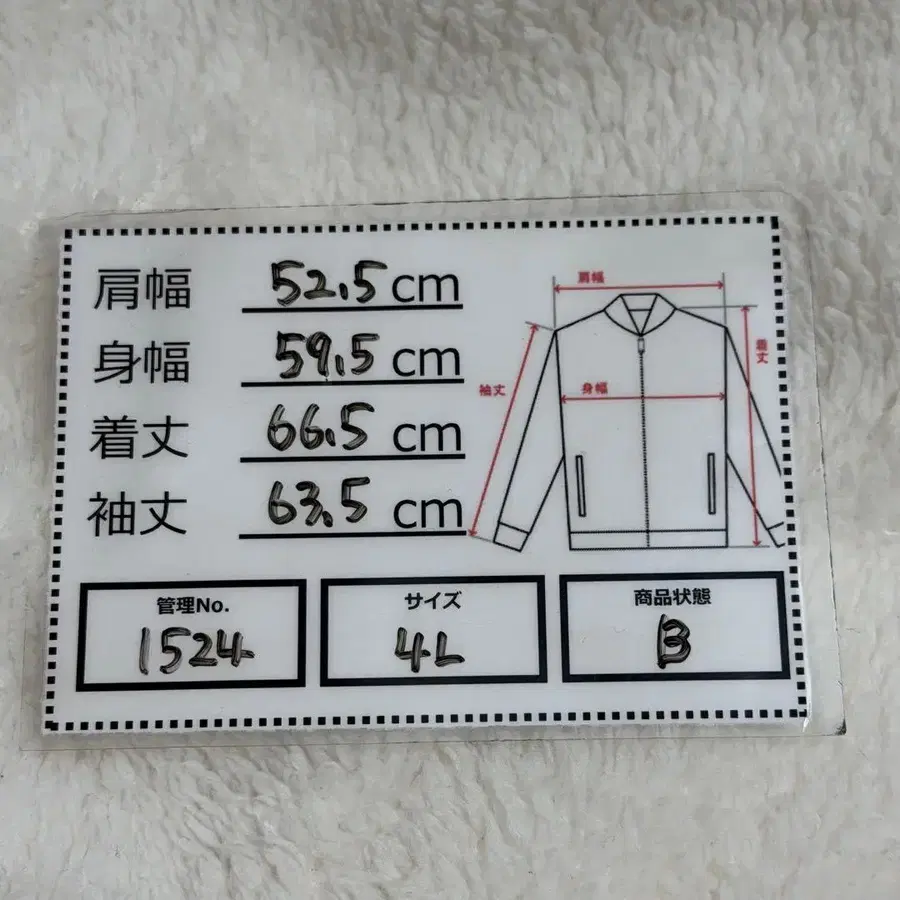 肩幅 52.5 cm
身幅 59.5 cm
着丈 66.5 cm
袖丈 63.5 cm
肩幅
着丈
袖丈
身幅
管理No.
1524
サイズ
4L
商品状態
B